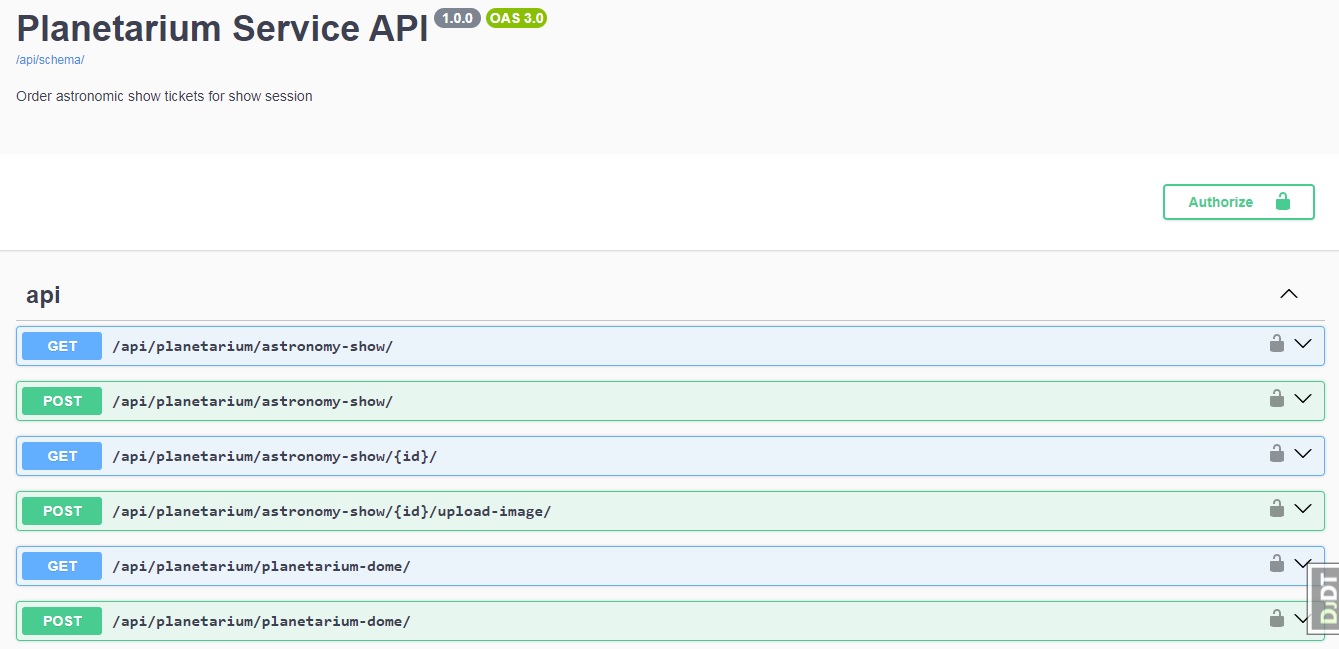 Planetarium Service API 1.0.0 OAS 3.0
/api/schema/
Order astronomic show tickets for show session
Authorize
api
GET /api/planetarium/astronomy-show/
POST /api/planetarium/astronomy-show/
GET /api/planetarium/astronomy-show/{id}/
POST /api/planetarium/astronomy-show/{id}/upload-image/
GET /api/planetarium/planetarium-dome/
POST /api/planetarium/planetarium-dome/
DjDT